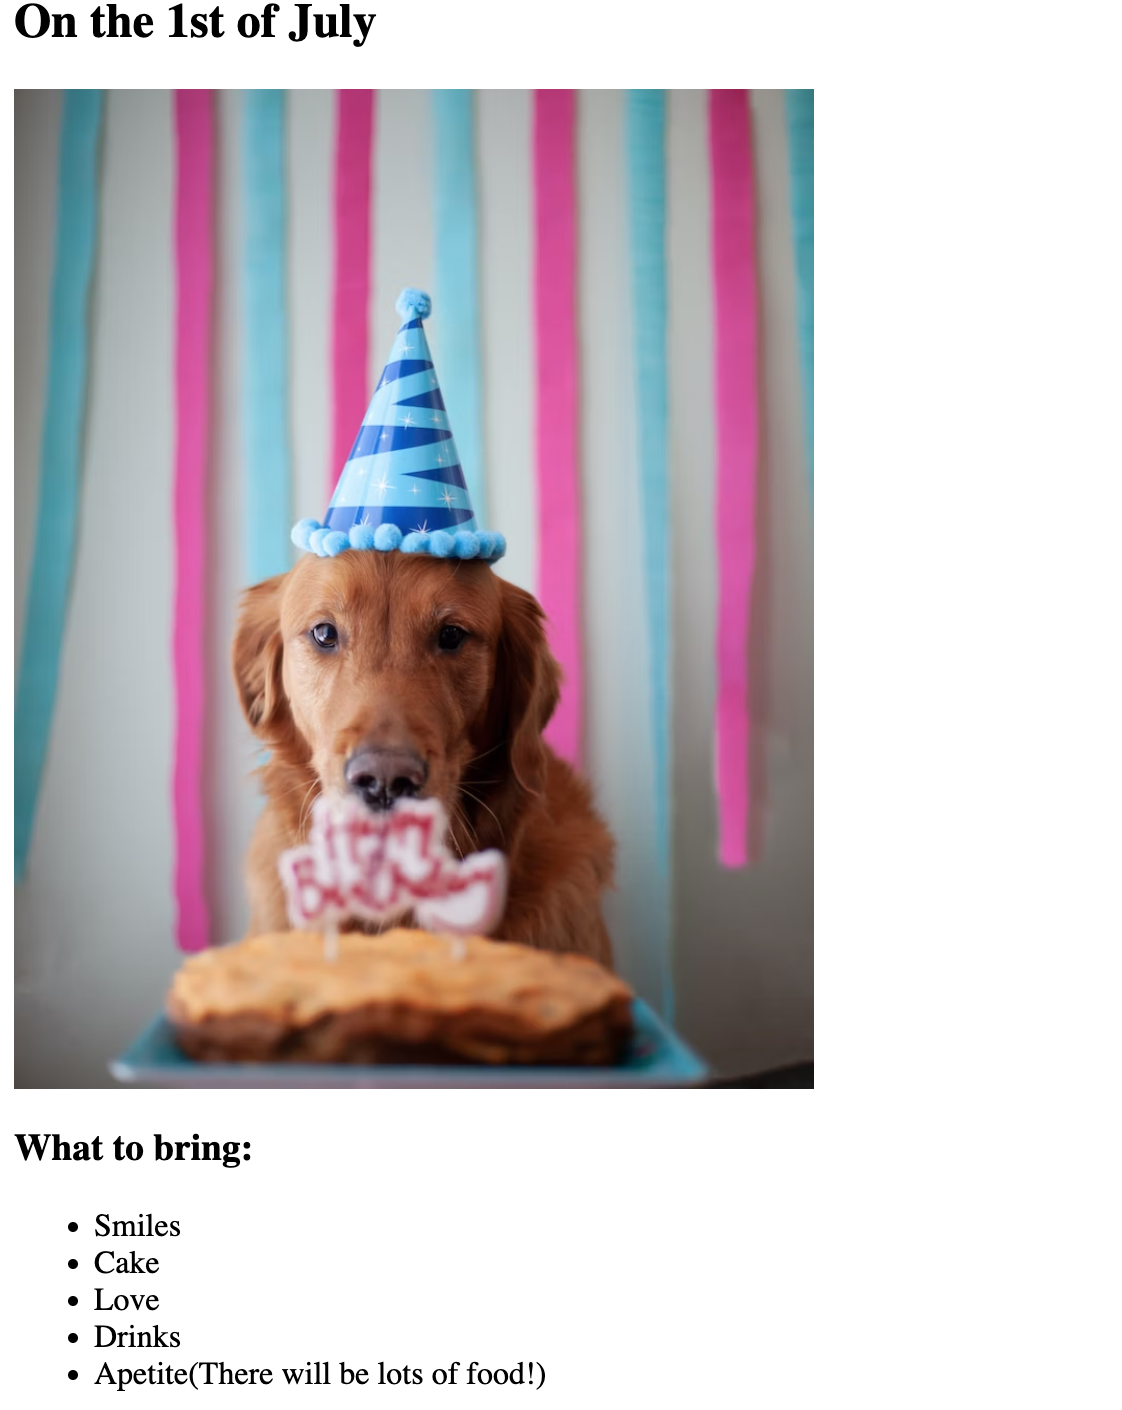 On the 1st of July
Happy
Birthday
What to bring:
Smiles
Cake
Love
Drinks
Apetite(There will be lots of food!)